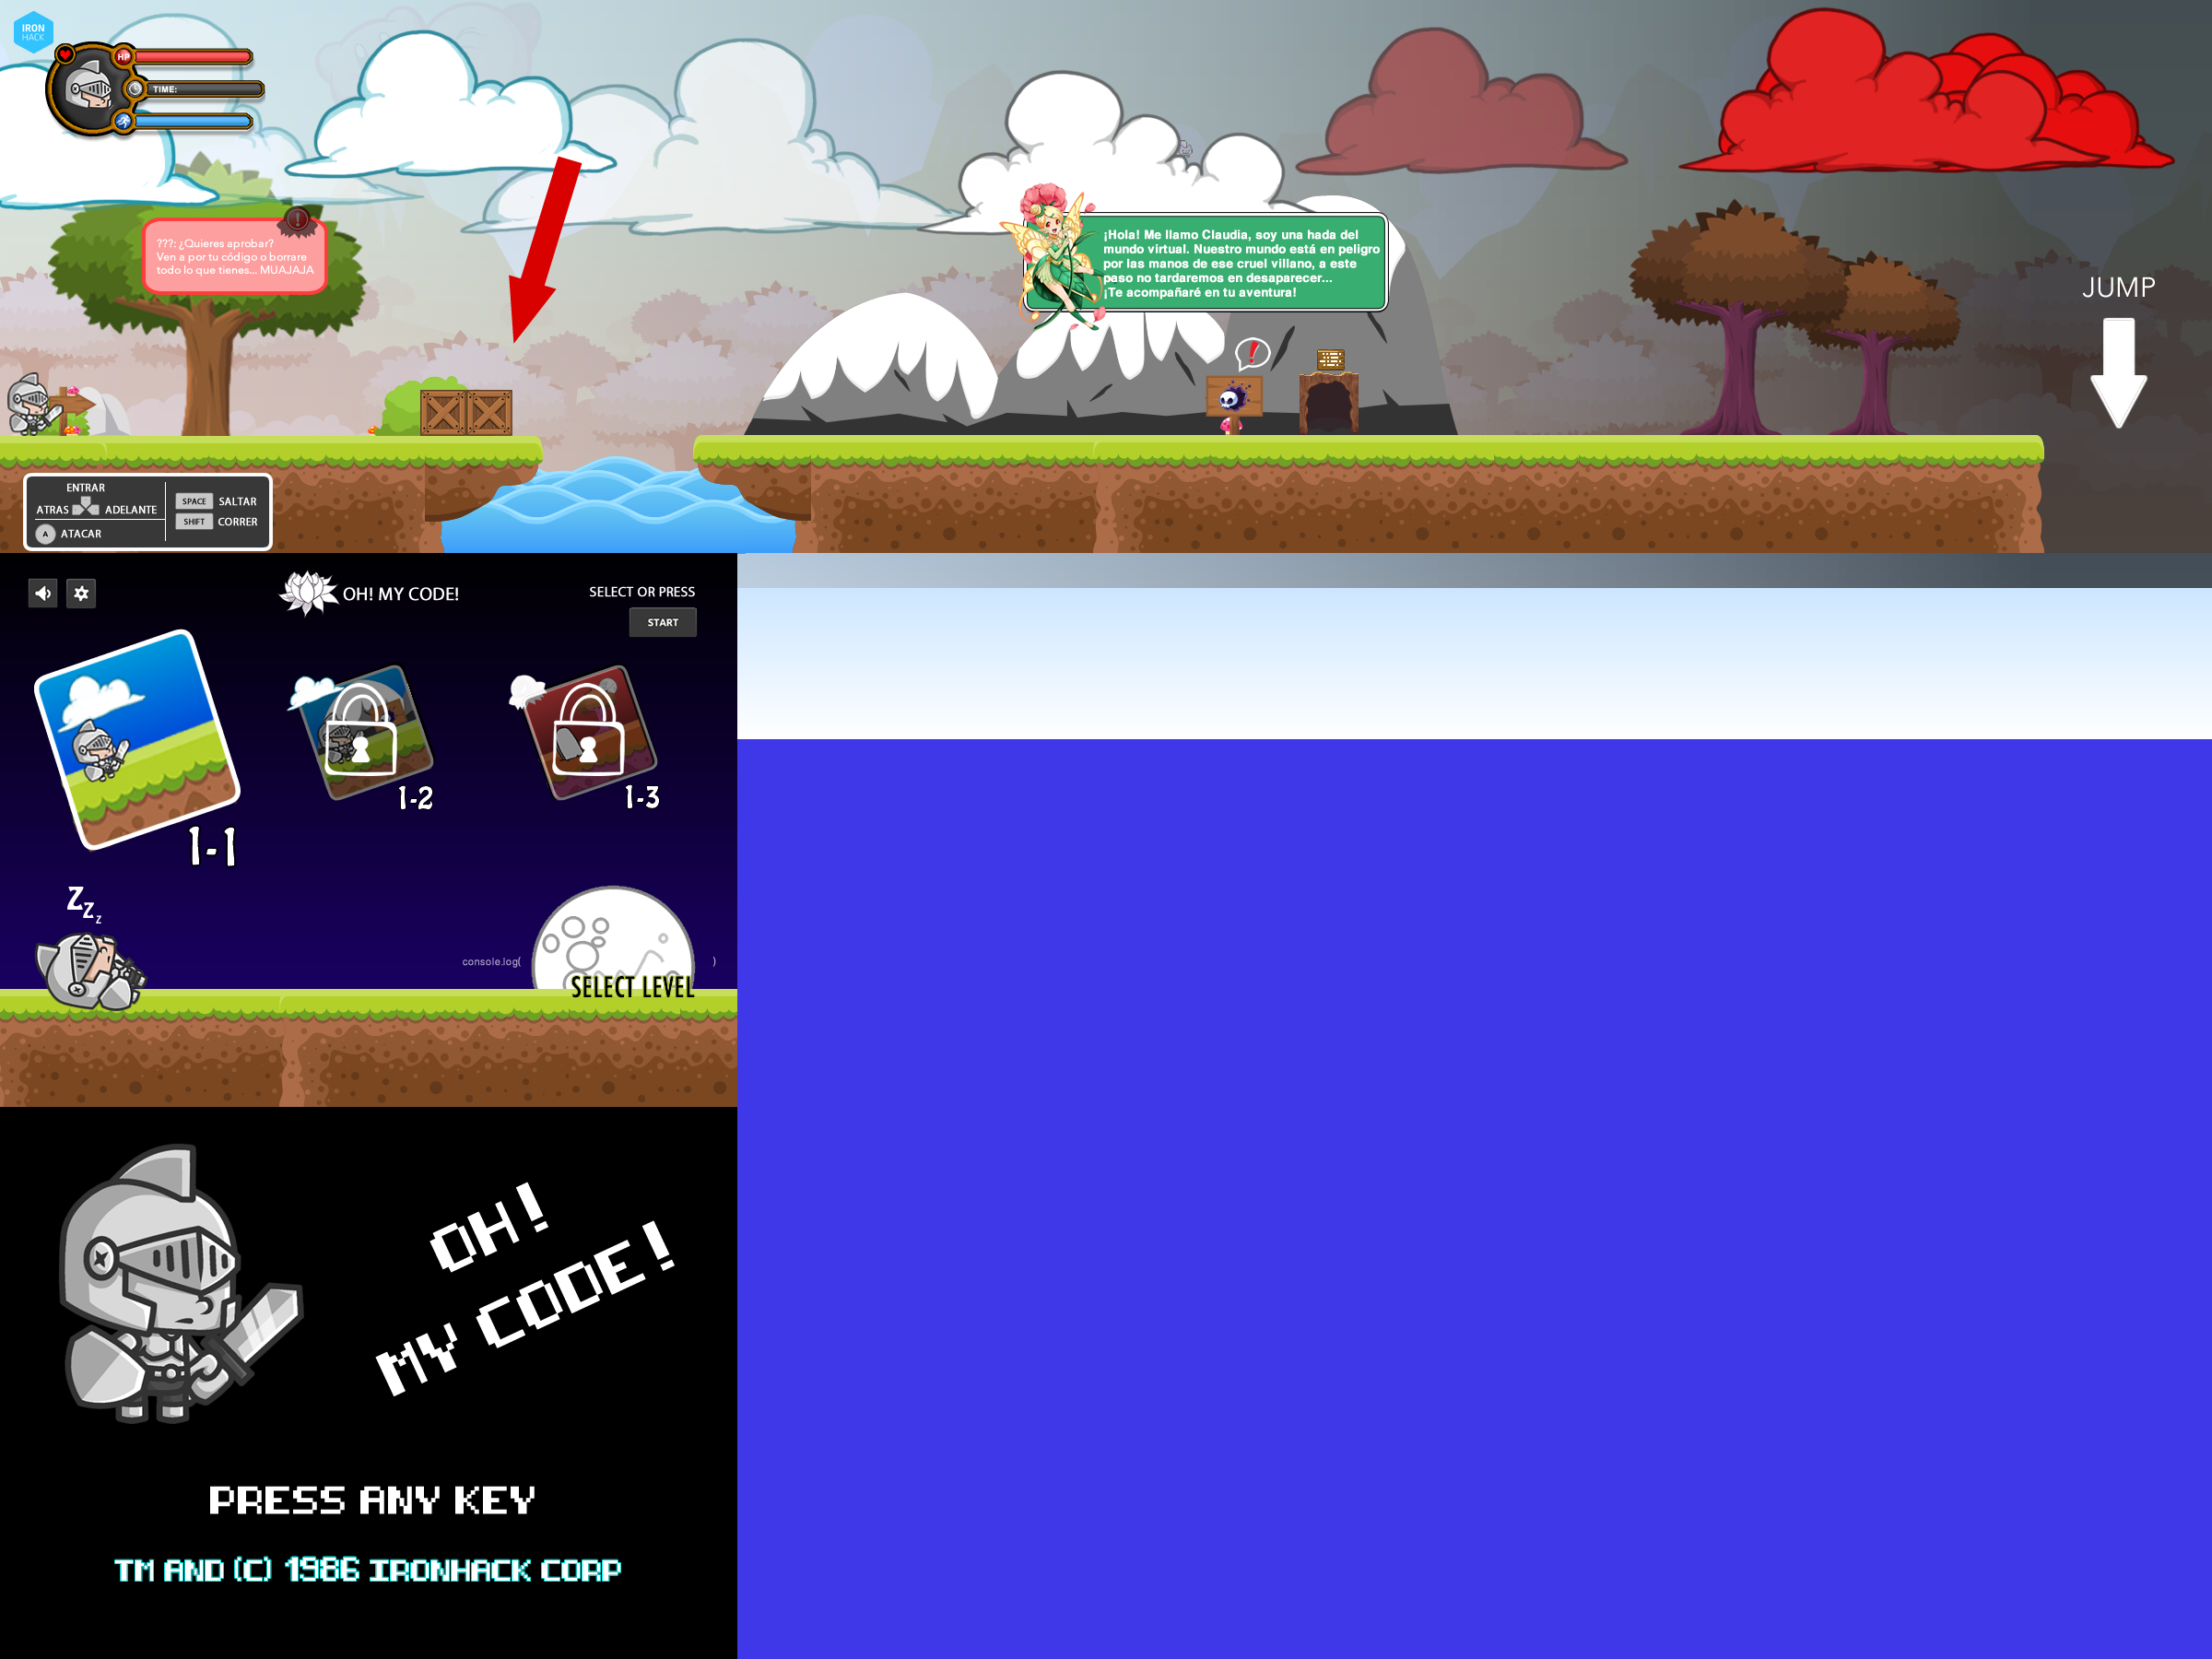 IRON
HACK
HP
TIME:
???: ¿Quieres aprobar?
Ven a por tu código o borrare
todo lo que tienes... MUAJAJA
¡Hola! Me llamo Claudia, soy una hada del
mundo virtual. Nuestro mundo está en peligro
por las manos de ese cruel villano, a este
paso no tardaremos en desaparecer...
¡Te acompañaré en tu aventura!
JUMP
ENTRAR
ATRAS ADELANTE
A ATACAR
SPACE SALTAR
SHIFT CORRER
OH! MY CODE!
SELECT OR PRESS
START
1-1
1-2
1-3
Z Z Z
console.log( )
SELECT LEVEL
OH!
MY CODE!
PRESS ANY KEY
TM AND (C) 1986 IRONHACK CORP